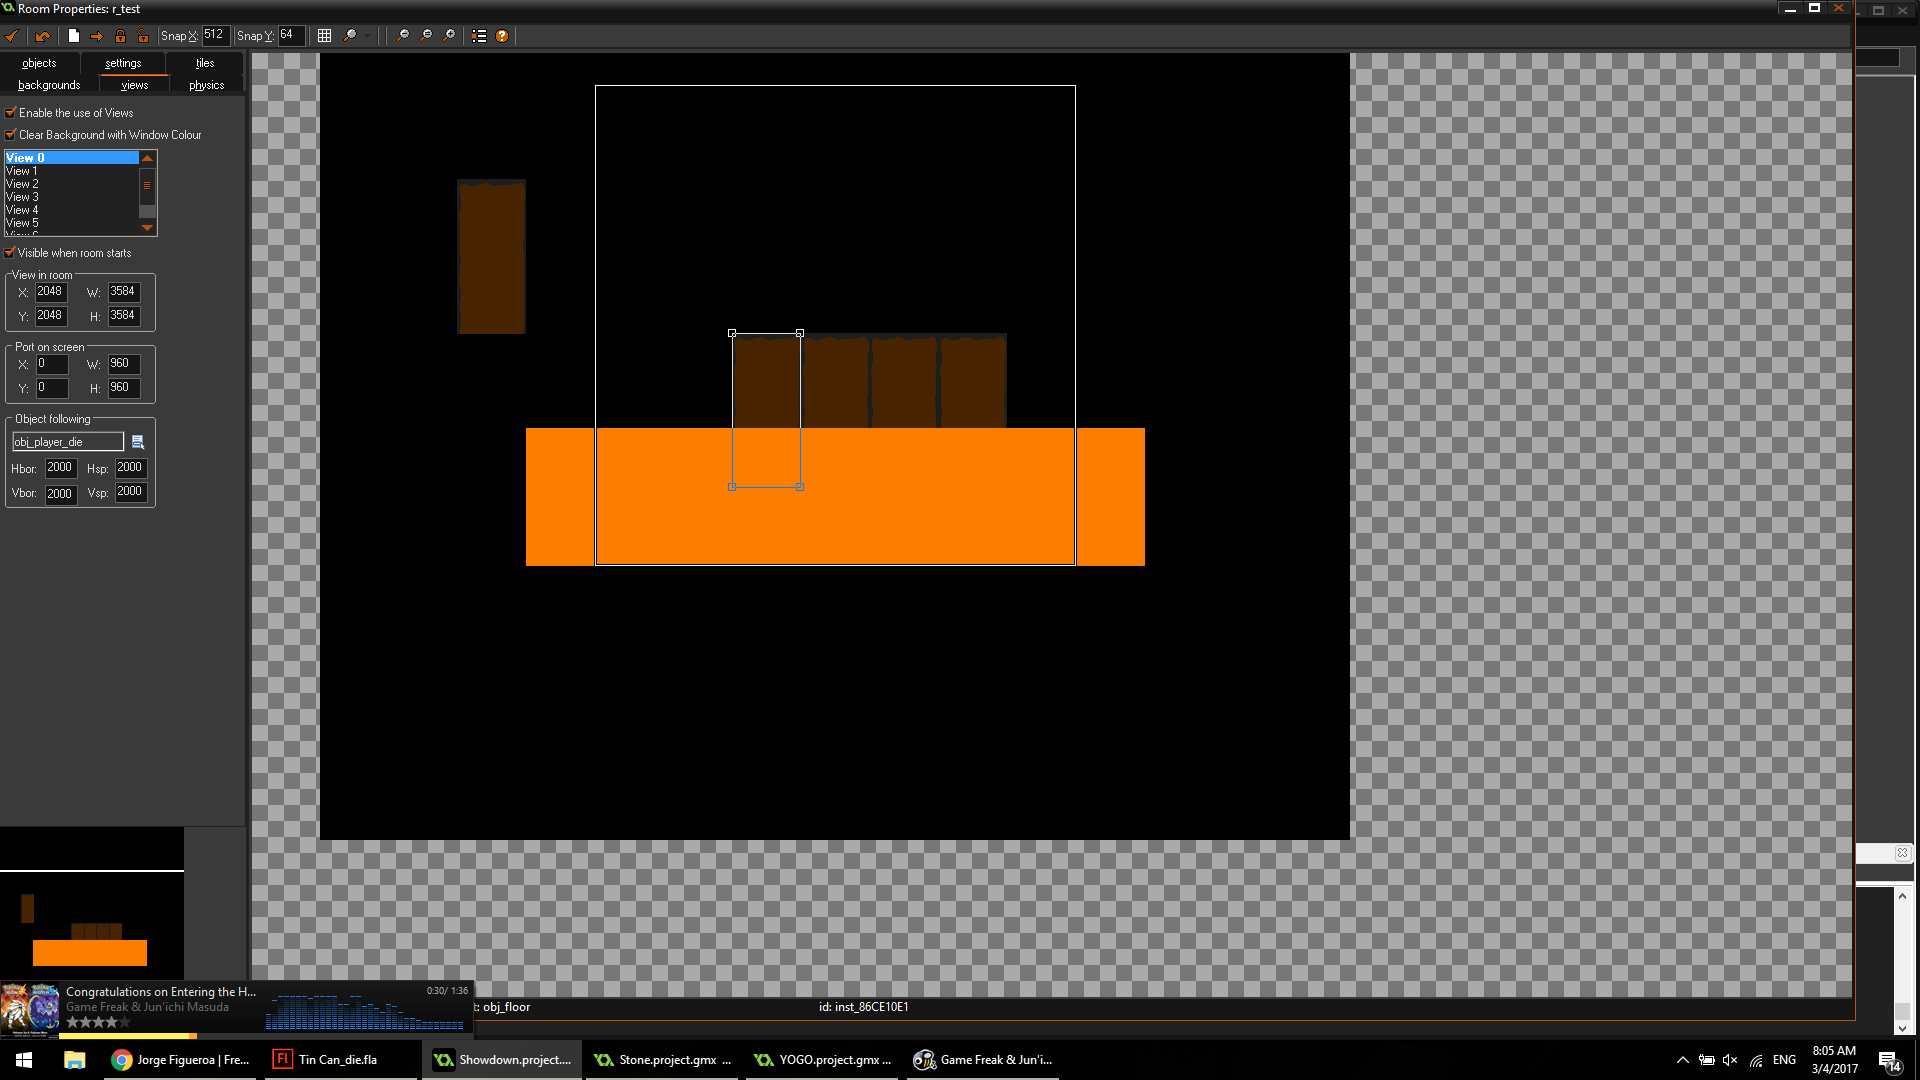 Room Properties: r_test
Snap X: 512 Snap Y: 64
objects settings tiles
backgrounds views physics
Enable the use of Views
Clear Background with Window Colour
View 0
View 1
View 2
View 3
View 4
View 5
Visible when room starts
View in room
X: 2048 W: 3584
Y: 2048 H: 3584
Port on screen
X: 0 W: 960
Y: 0 H: 960
Object following
obj_player_die
Hbor: 2000 Hsp: 2000
Vbor: 2000 Vsp: 2000
Congratulations on Entering the H... 0:30/ 1:36
Game Freak & Jun'ichi Masuda
t: obj_floor id: inst_86CE10E1
Jorge Figueroa | Fre... Tin Can_die.fla Showdown.project.... Stone.project.gmx ... YOGO.project.gmx ... Game Freak & Jun'i...
ENG
8:05 AM
3/4/2017
14